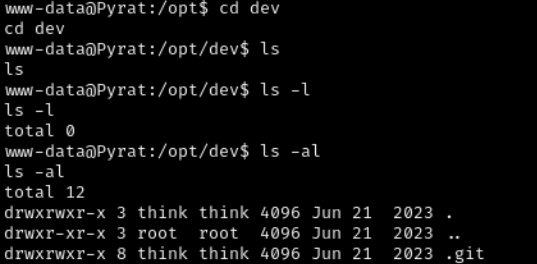 www-data@Pyrat:/opt$ cd dev
cd dev
www-data@Pyrat:/opt/dev$ ls
ls
www-data@Pyrat:/opt/dev$ ls -l
ls -l
total 0
www-data@Pyrat:/opt/dev$ ls -al
ls -al
total 12
drwxrwxr-x 3 think think 4096 Jun 21  2023 .
drwxr-xr-x 3 root  root  4096 Jun 21  2023 ..
drwxrwxr-x 8 think think 4096 Jun 21  2023 .git